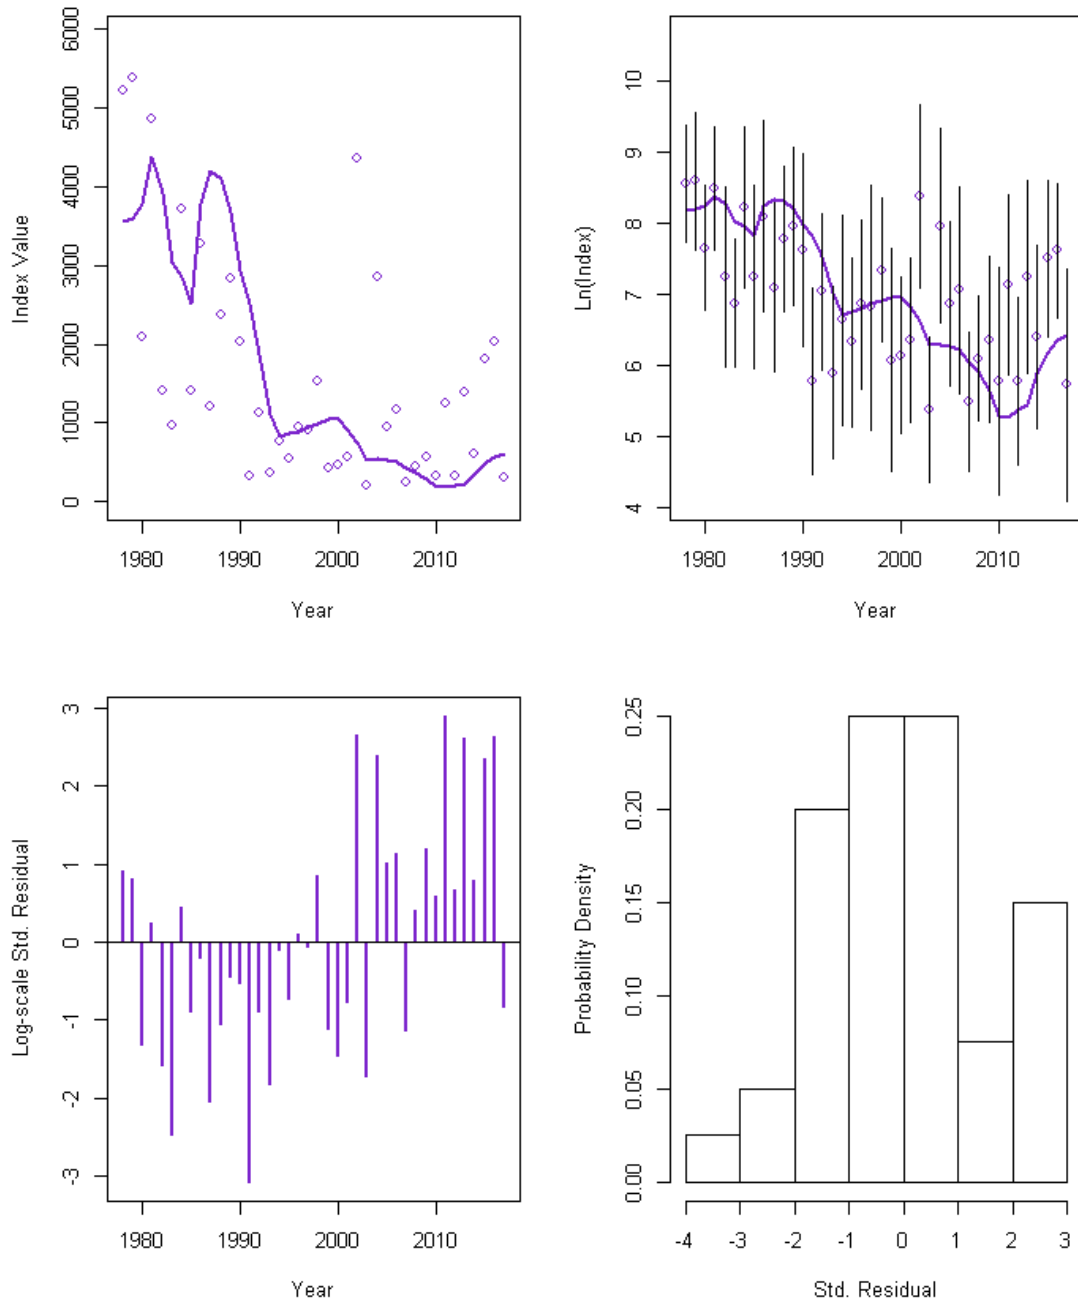 6000
5000
4000
3000
2000
1000
0
Index Value
1980 1990 2000 2010
Year
10
9
8
7
6
5
4
Ln(Index)
1980 1990 2000 2010
Year
3
2
1
0
-1
-2
-3
Log-scale Std. Residual
1980 1990 2000 2010
Year
0.25
0.20
0.15
0.10
0.05
0.00
Probability Density
-4 -3 -2 -1 0 1 2 3
Std. Residual